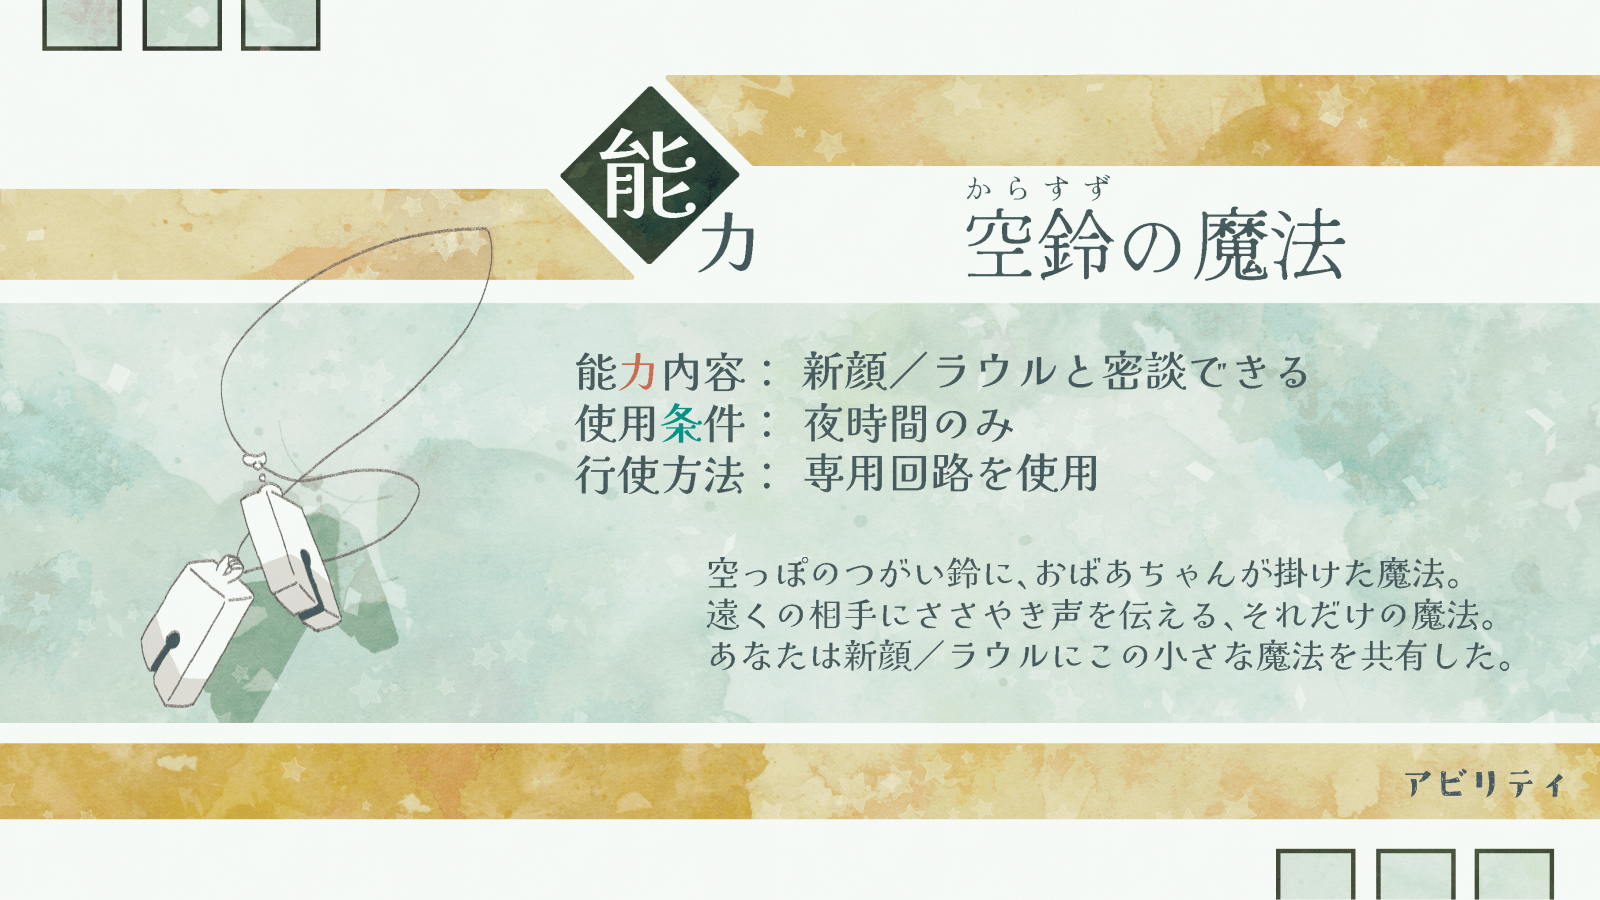 能力
からすず
空鈴の魔法
能力内容： 新顔／ラウルと密談できる
使用条件： 夜時間のみ
行使方法： 専用回路を使用
空っぽのつがい鈴に、おばあちゃんが掛けた魔法。
遠くの相手にささやき声を伝える、それだけの魔法。
あなたは新顔／ラウルにこの小さな魔法を共有した。
アビリティ